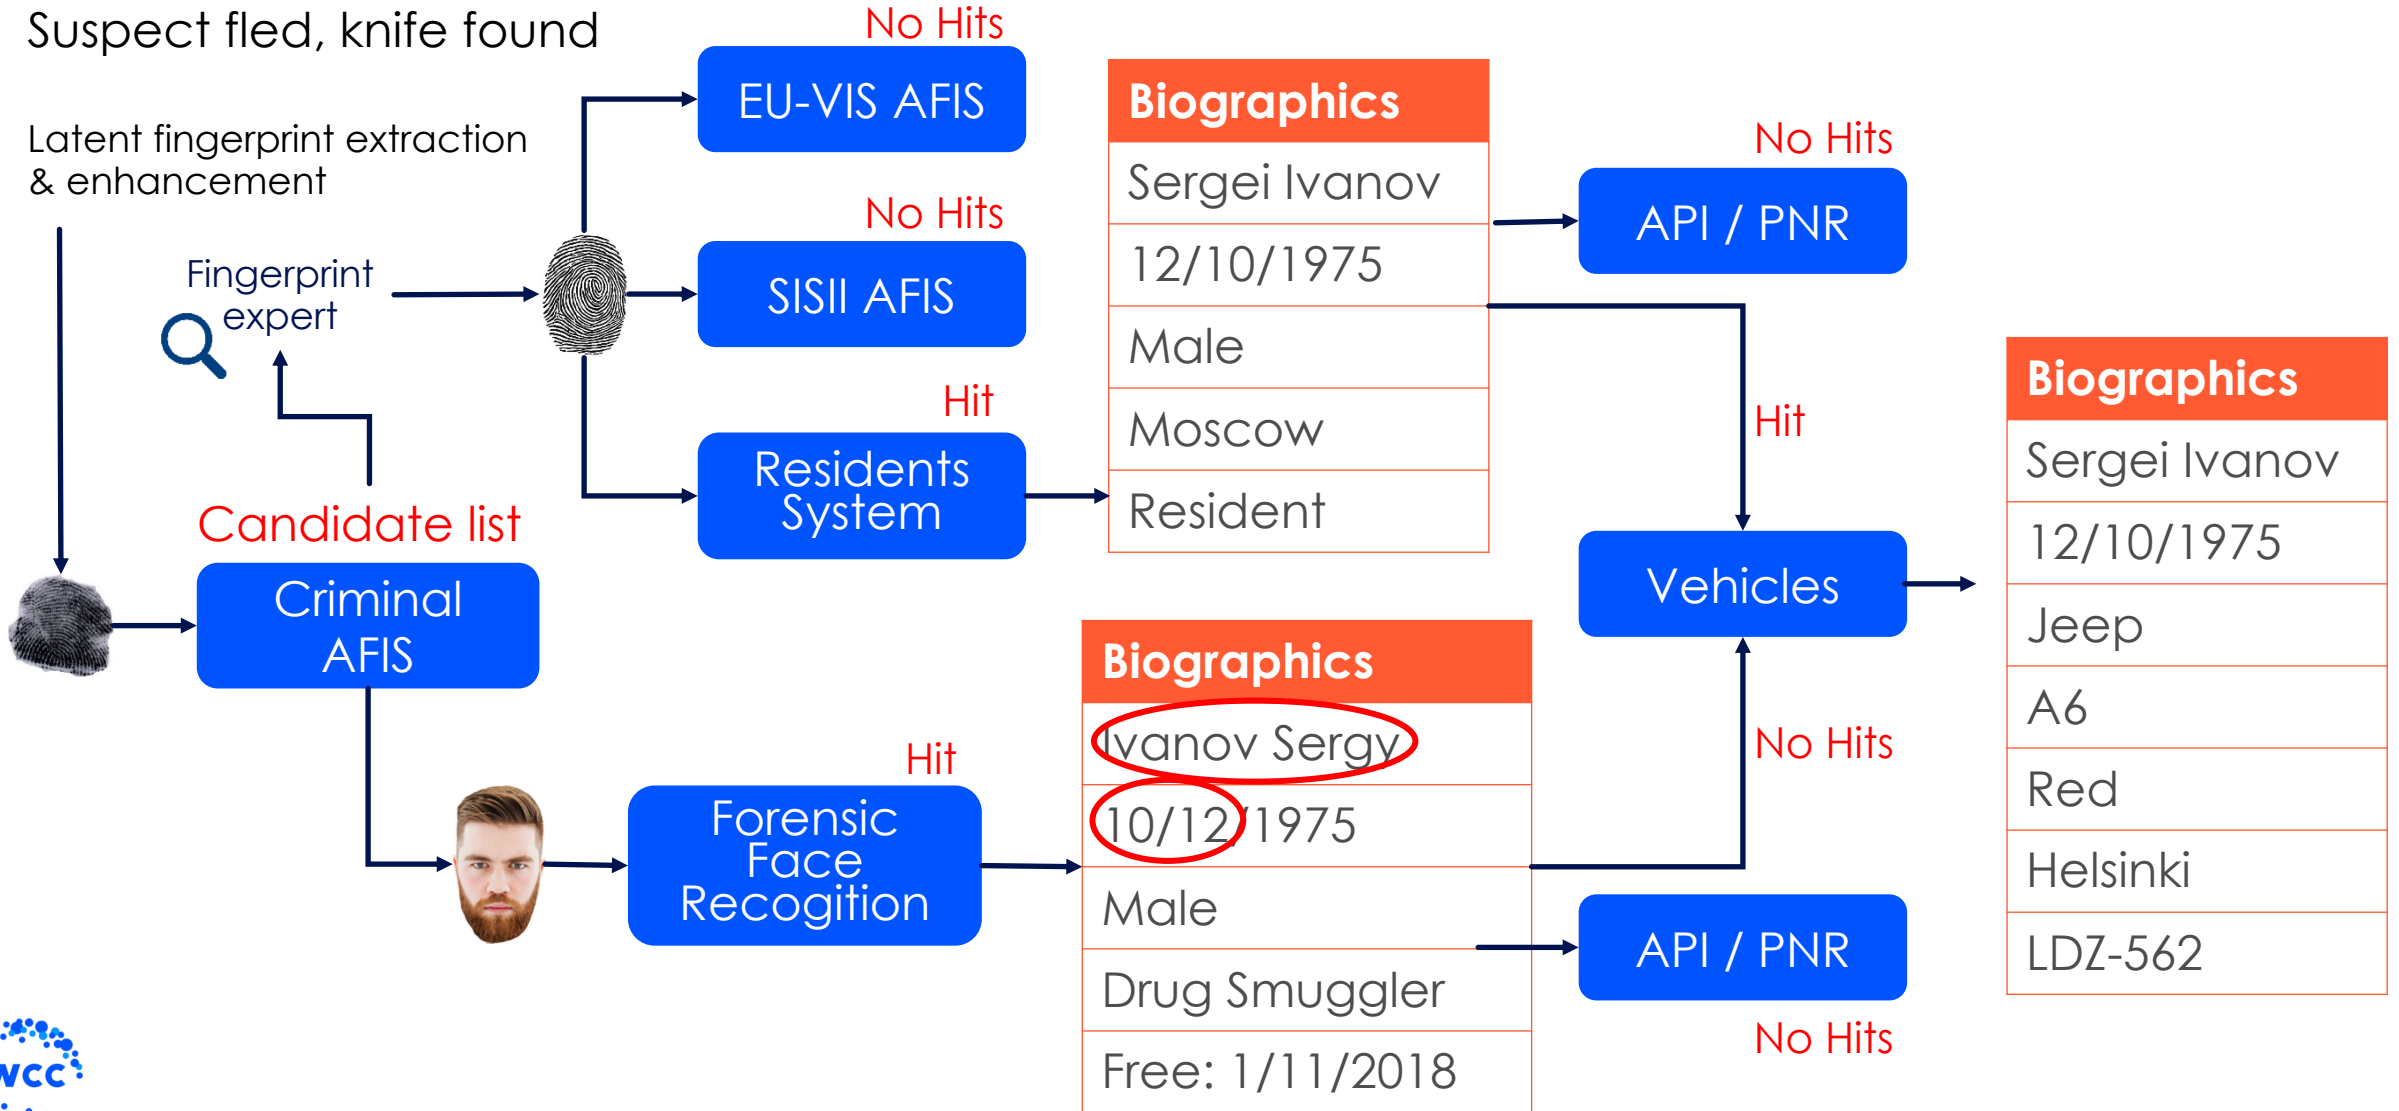 Suspect fled, knife found
Latent fingerprint extraction
& enhancement
Fingerprint
expert
Candidate list
Criminal
AFIS
No Hits
EU-VIS AFIS
No Hits
SISII AFIS
Hit
Residents
System
Hit
Forensic
Face
Recogition
Biographics
Sergei Ivanov
12/10/1975
Male
Moscow
Resident
Biographics
Ivanov Sergy
10/12/1975
Male
Drug Smuggler
Free: 1/11/2018
No Hits
API / PNR
Hit
Vehicles
No Hits
API / PNR
No Hits
Biographics
Sergei Ivanov
12/10/1975
Jeep
A6
Red
Helsinki
LDZ-562
WCC